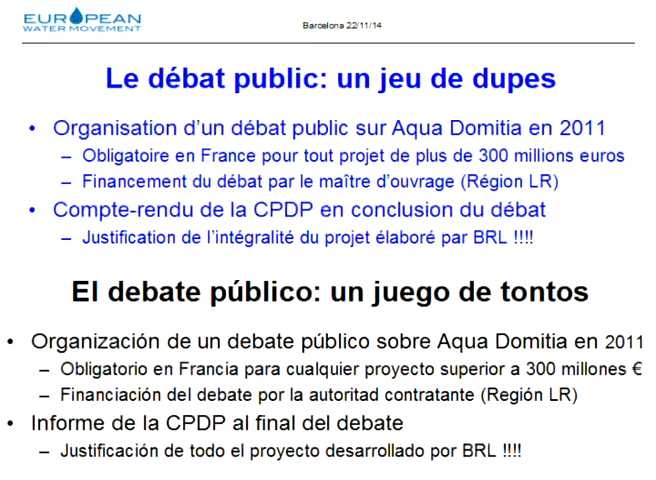 EUROPEAN
WATER MOVEMENT
Barcelona 22/11/14
Le débat public: un jeu de dupes
• Organisation d’un débat public sur Aqua Domitia en 2011
– Obligatoire en France pour tout projet de plus de 300 millions euros
– Financement du débat par le maître d’ouvrage (Région LR)
• Compte-rendu de la CPDP en conclusion du débat
– Justification de l’intégralité du projet élaboré par BRL !!!!
El debate público: un juego de tontos
• Organización de un debate público sobre Aqua Domitia en 2011
– Obligatorio en Francia para cualquier proyecto superior a 300 millones €
– Financiación del debate por la autoritad contratante (Región LR)
• Informe de la CPDP al final del debate
– Justificación de todo el proyecto desarrollado por BRL !!!!